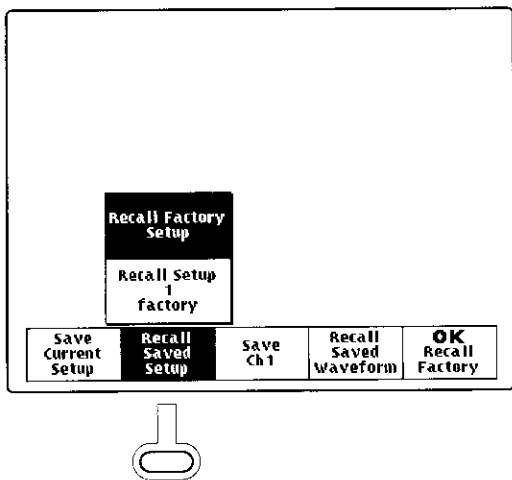 Recall Factory
Setup
Recall Setup
1
factory
Save
Current
Setup
Recall
Saved
Setup
Save
Ch1
Recall
Saved
Waveform
OK
Recall
Factory